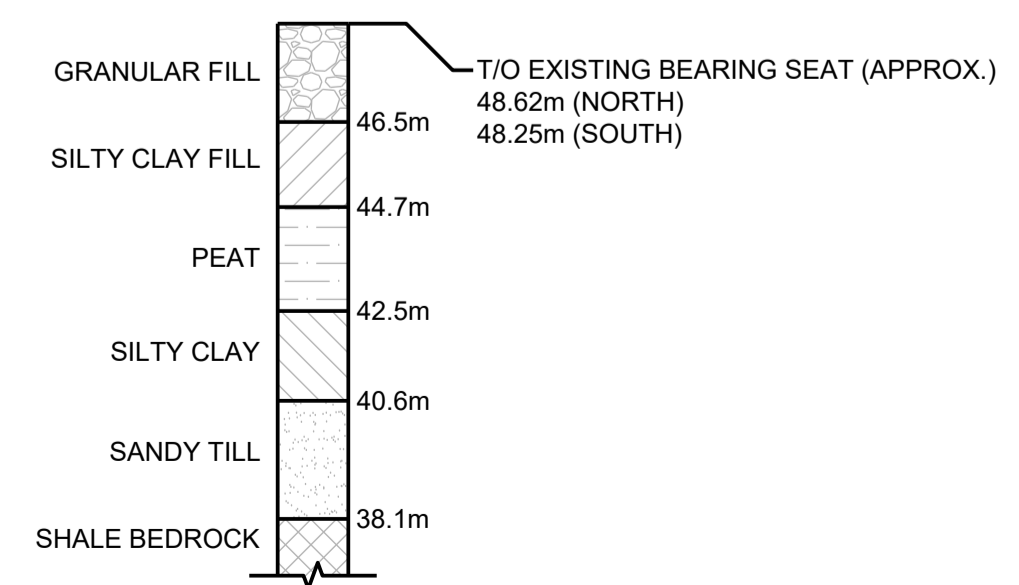 GRANULAR FILL
T/O EXISTING BEARING SEAT (APPROX.)
48.62m (NORTH)
48.25m (SOUTH)
46.5m
SILTY CLAY FILL
44.7m
PEAT
42.5m
SILTY CLAY
40.6m
SANDY TILL
38.1m
SHALE BEDROCK